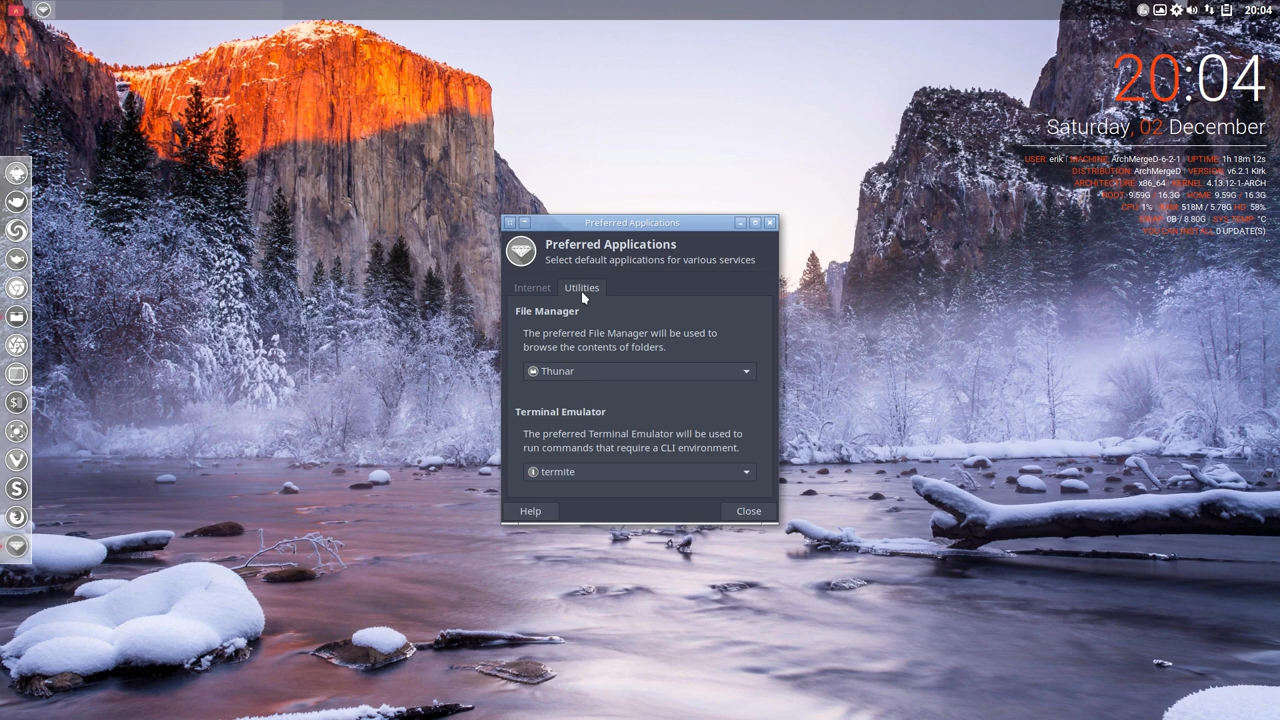 20:04
20:04
Saturday, 02 December
USER: erik | MACHINE: ArchMergeD-6-2-1 | UPTIME: 1h 18m 12s
DISTRIBUTION: ArchMergeD | VERSION: v6.2.1 Kirk
ARCHITECTURE: x86_64 | KERNEL: 4.13.12-1-ARCH
ROOT: 9.59G / 16.3G | HOME: 9.59G / 16.3G
CPU: 1% | RAM: 518M / 5.78G HD: 58%
0B / 8.80G | SYS TEMP: °C
YOU CAN INSTALL: 0 UPDATE(S)
Preferred Applications
Preferred Applications
Select default applications for various services
Internet Utilities
File Manager
The preferred File Manager will be used to
browse the contents of folders.
Thunar
Terminal Emulator
The preferred Terminal Emulator will be used to
run commands that require a CLI environment.
termite
Help Close
$
V
S